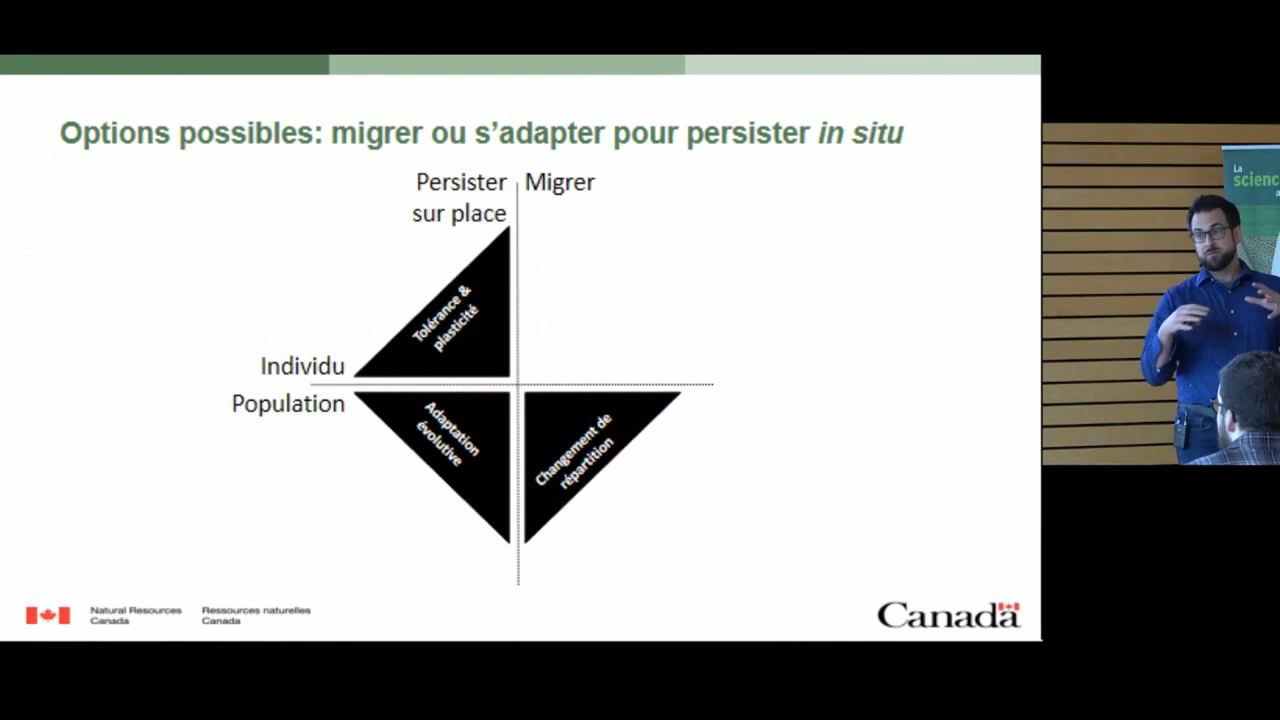 Options possibles: migrer ou s’adapter pour persister in situ
Persister
sur place
Migrer
Tolérance &
plasticité
Individu
Population
Adaptation
évolutive
Changement de
répartition
Natural Resources
Canada
Ressources naturelles
Canada
Canada
La